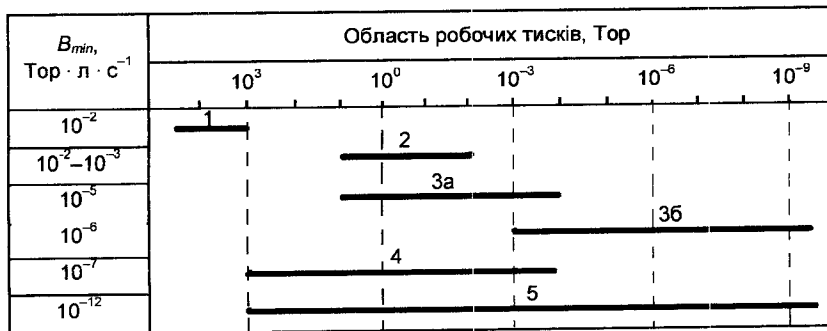 B_min,
Тор · л · с⁻¹
Область робочих тисків, Тор
10³ 10⁰ 10⁻³ 10⁻⁶ 10⁻⁹
10⁻² 1
10⁻²–10⁻³ 2
10⁻⁵ 3а
10⁻⁶ 3б
10⁻⁷ 4
10⁻¹² 5